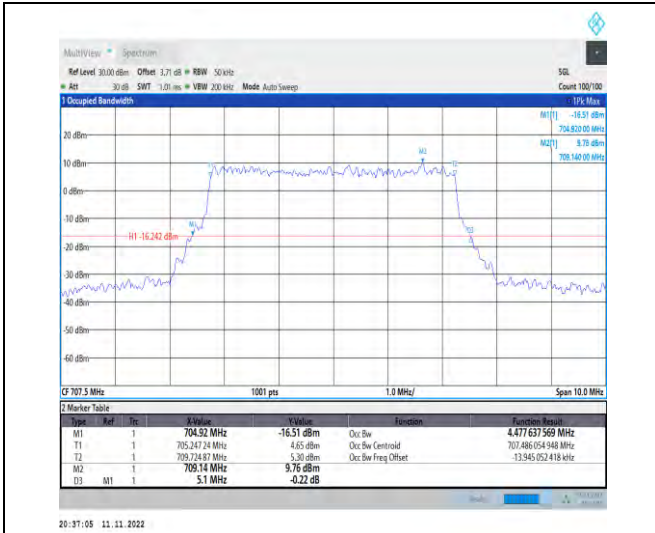 MultiView Spectrum
Ref Level 30.00 dBm Offset 3.71 dB RBW 50 kHz SGL
Att 30 dB SWT 1.01 ms VBW 200 kHz Mode Auto Sweep Count 100/100
1 Occupied Bandwidth 1Pk Max
M1[1] -16.51 dBm
704.920 00 MHz
M2[1] 9.76 dBm
709.140 00 MHz
20 dBm
M2
T2
10 dBm
0 dBm
-10 dBm
M1
H1 -16.242 dBm
-20 dBm
-30 dBm
-40 dBm
-50 dBm
-60 dBm
CF 707.5 MHz 1001 pts 1.0 MHz/ Span 10.0 MHz
2 Marker Table
Type Ref Trc X-Value Y-Value Function Function Result
M1 1 704.92 MHz -16.51 dBm Occ Bw 4.477 637 569 MHz
T1 1 705.247 24 MHz 4.65 dBm Occ Bw Centroid 707.486 054 948 MHz
T2 1 709.724 87 MHz 5.30 dBm Occ Bw Freq Offset -13.945 052 418 kHz
M2 1 709.14 MHz 9.76 dBm
D3 M1 1 5.1 MHz -0.22 dB
20:37:05 11.11.2022